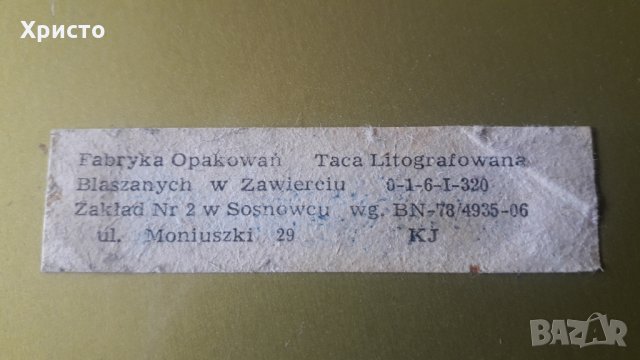 Христо
Fabryka Opakowań Taca Litografowana
Blaszanych w Zawierciu 0-1-6-I-320
Zakład Nr 2 w Sosnowcu wg. BN-78/4935-06
ul. Moniuszki 29 KJ
BAZAR